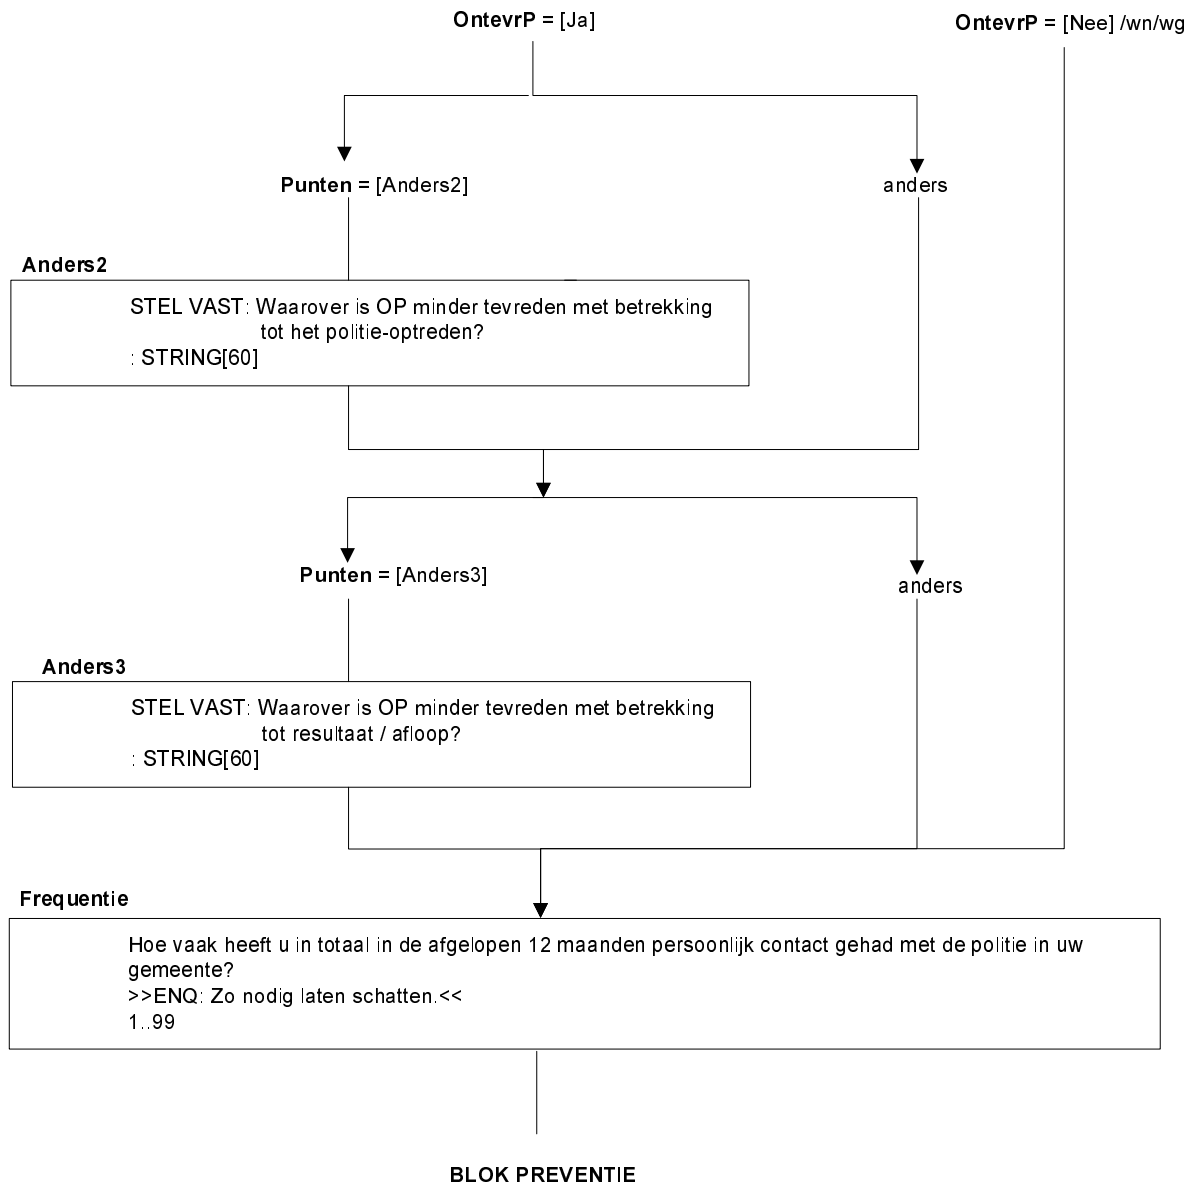 OntevrP = [Ja]
OntevrP = [Nee] /wn/wg
Punten = [Anders2]
anders
Anders2
STEL VAST: Waarover is OP minder tevreden met betrekking
tot het politie-optreden?
: STRING[60]
Punten = [Anders3]
anders
Anders3
STEL VAST: Waarover is OP minder tevreden met betrekking
tot resultaat / afloop?
: STRING[60]
Frequentie
Hoe vaak heeft u in totaal in de afgelopen 12 maanden persoonlijk contact gehad met de politie in uw
gemeente?
>>ENQ: Zo nodig laten schatten.<<
1..99
BLOK PREVENTIE